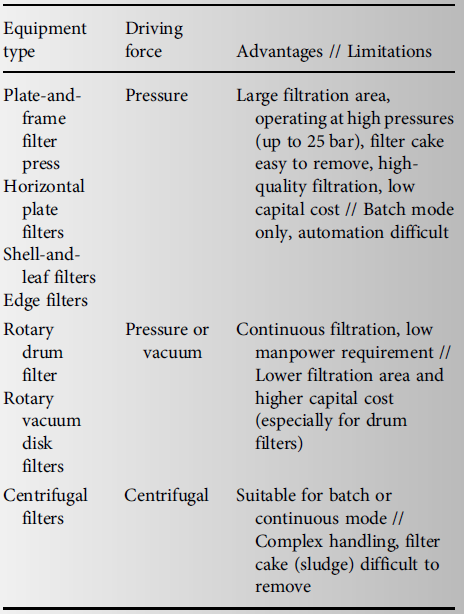 Equipment type
Driving force
Advantages // Limitations
Plate-and-
frame
filter
press
Horizontal
plate
filters
Shell-and-
leaf filters
Edge filters
Pressure
Large filtration area,
operating at high pressures
(up to 25 bar), filter cake
easy to remove, high-
quality filtration, low
capital cost // Batch mode
only, automation difficult
Rotary
drum
filter
Rotary
vacuum
disk
filters
Pressure or
vacuum
Continuous filtration, low
manpower requirement //
Lower filtration area and
higher capital cost
(especially for drum
filters)
Centrifugal
filters
Centrifugal
Suitable for batch or
continuous mode //
Complex handling, filter
cake (sludge) difficult to
remove